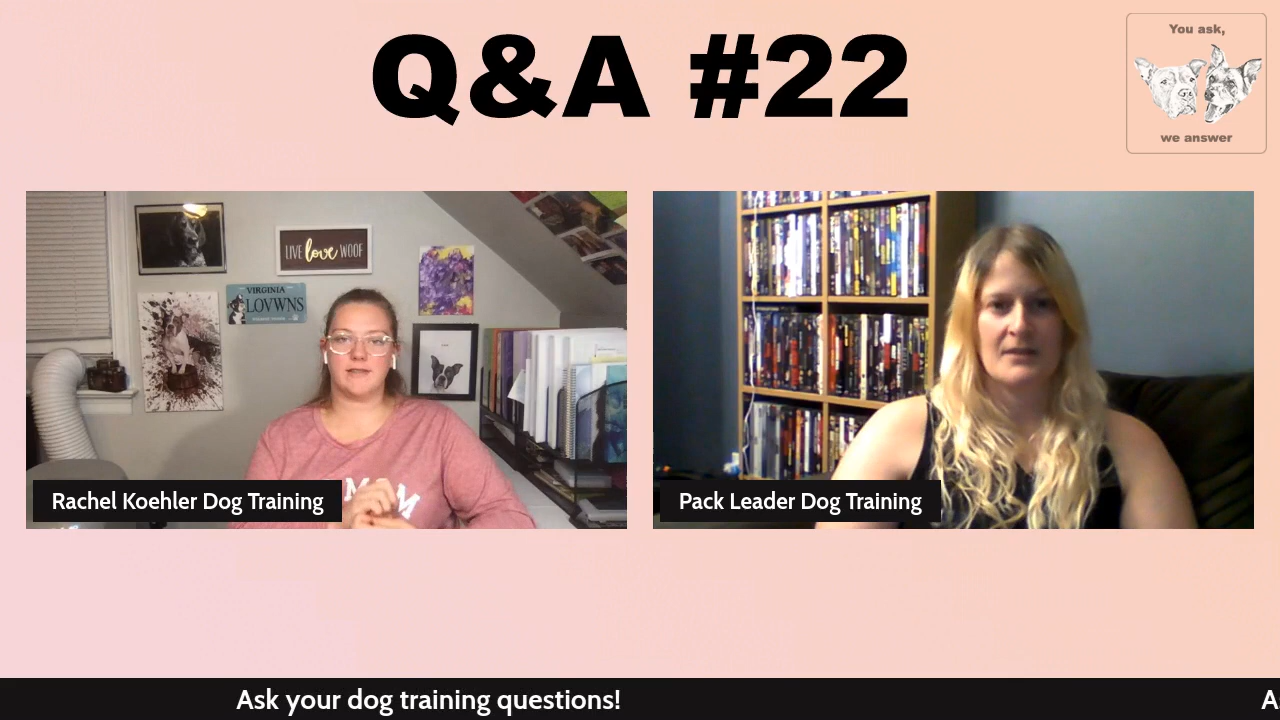 Q&A #22
You ask,
we answer
LIVE love WOOF
VIRGINIA
LOVWNS
Rachel Koehler Dog Training
Pack Leader Dog Training
Ask your dog training questions!
A